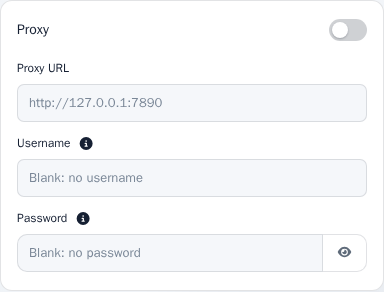 Proxy
Proxy URL
http://127.0.0.1:7890
Username
Blank: no username
Password
Blank: no password